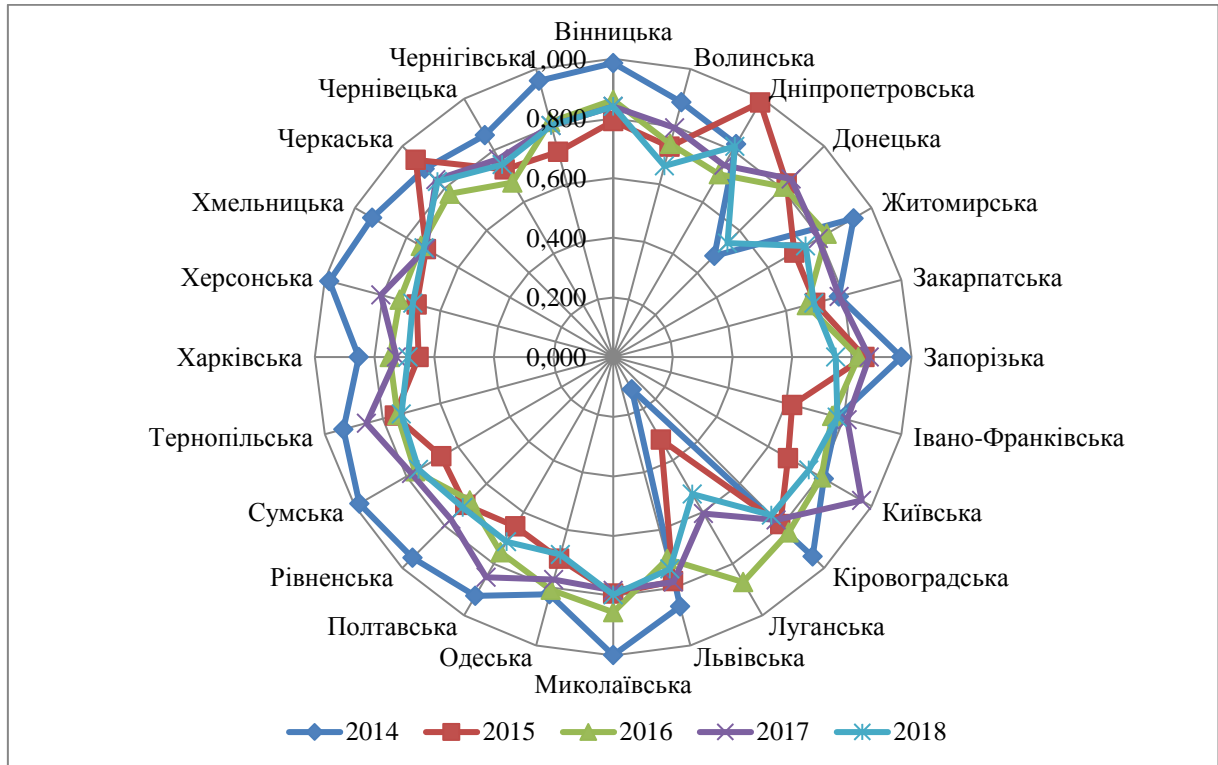 Вінницька
Волинська
Дніпропетровська
Донецька
Житомирська
Закарпатська
Запорізька
Івано-Франківська
Київська
Кіровоградська
Луганська
Львівська
Миколаївська
Одеська
Полтавська
Рівненська
Сумська
Тернопільська
Харківська
Херсонська
Хмельницька
Черкаська
Чернівецька
Чернігівська
1,000
0,800
0,600
0,400
0,200
0,000
2014 2015 2016 2017 2018